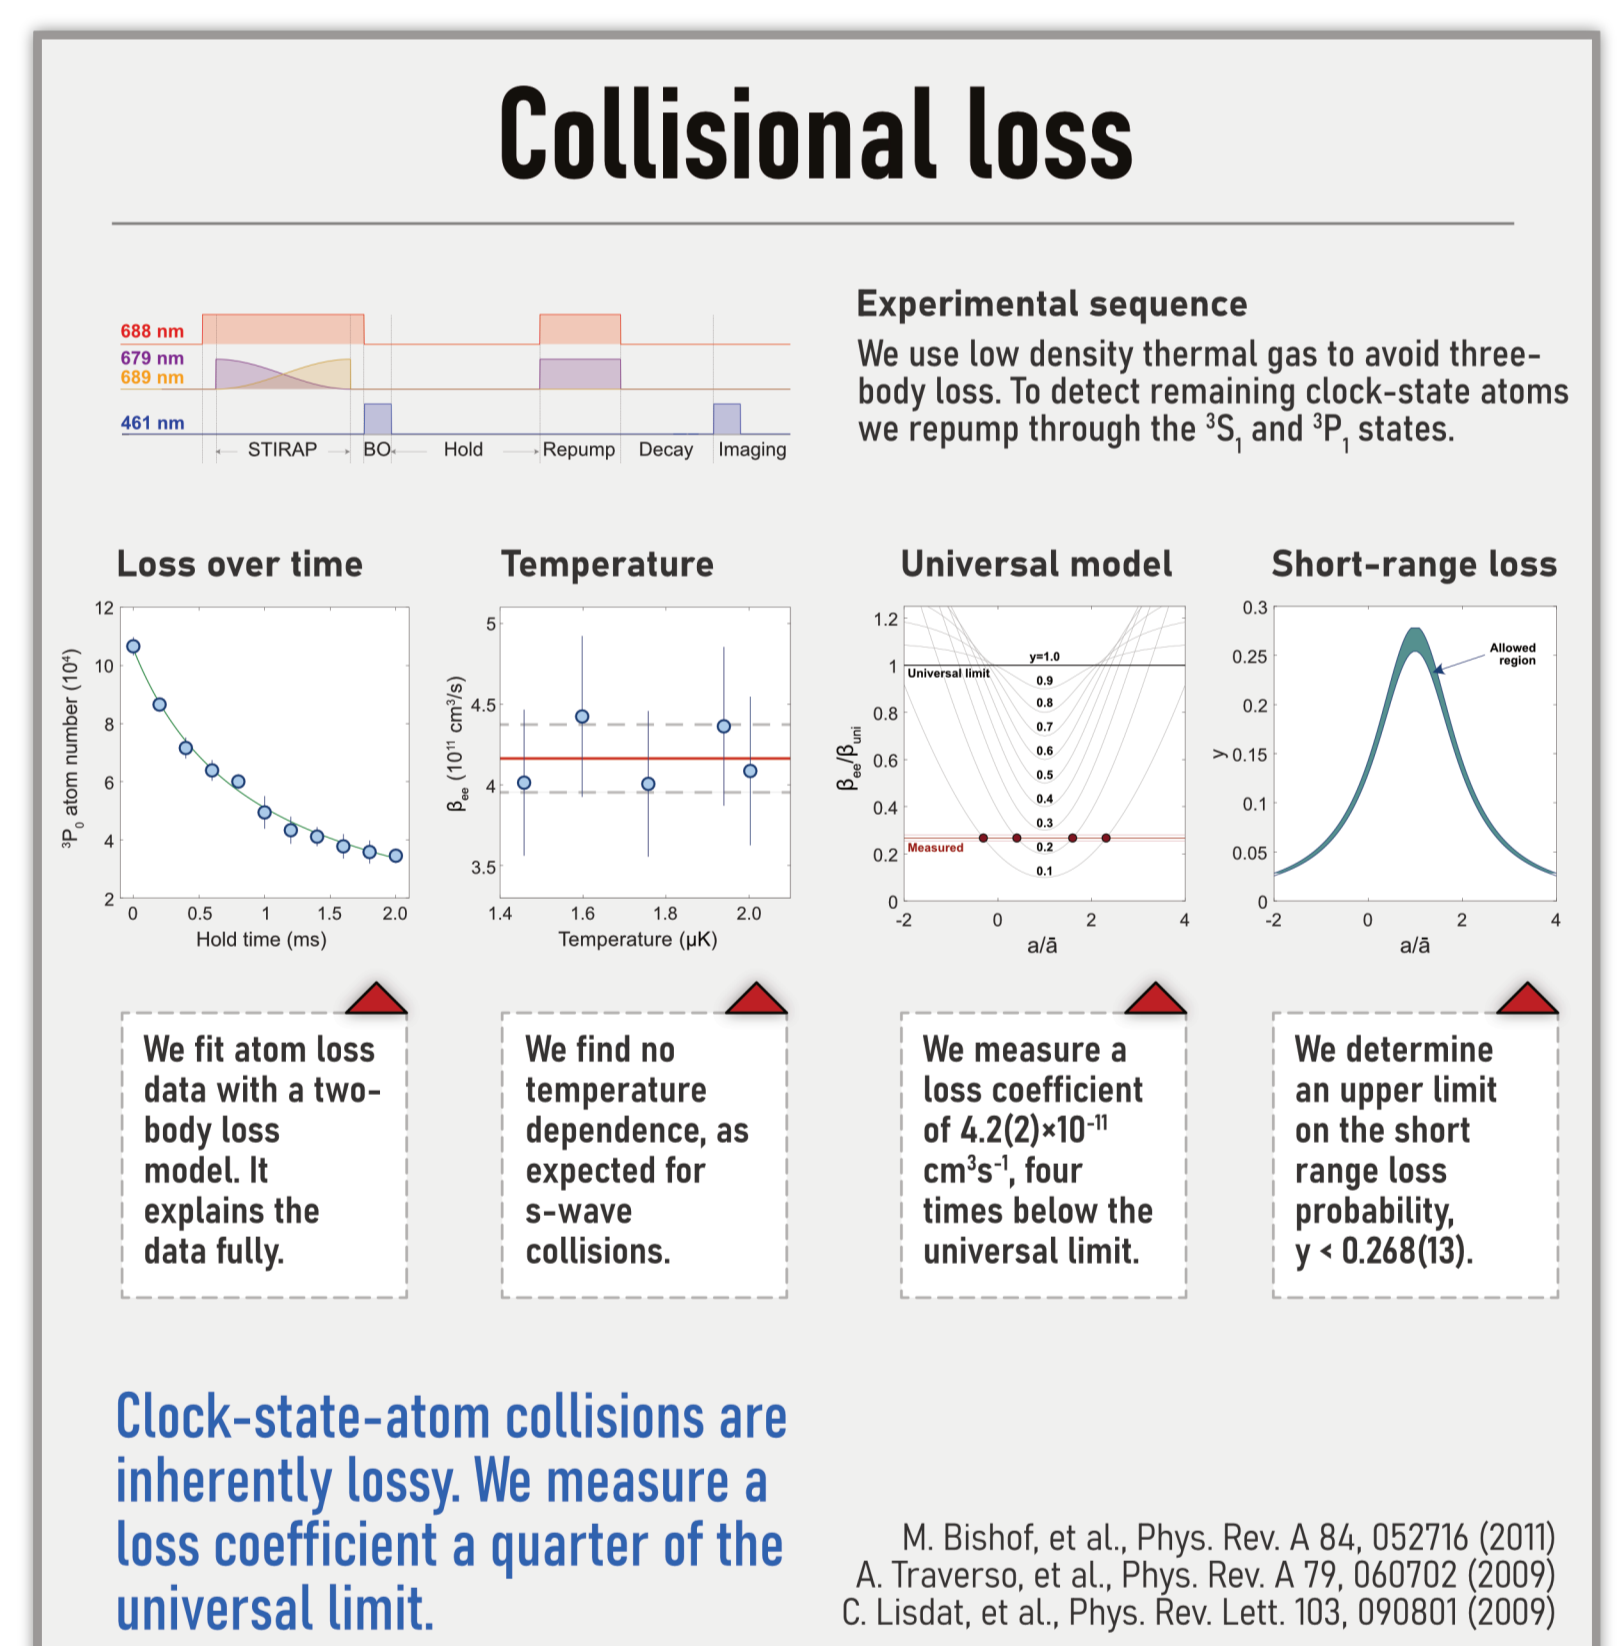 Collisional loss
688 nm
679 nm
689 nm
461 nm
STIRAP BO Hold Repump Decay Imaging
Experimental sequence
We use low density thermal gas to avoid three-
body loss. To detect remaining clock-state atoms
we repump through the ³S₁ and ³P₁ states.
Loss over time
12
10
8
6
4
2
³P₀ atom number (10⁴)
0 0.5 1 1.5 2.0
Hold time (ms)
Temperature
5
4.5
4
3.5
βₑₑ (10¹¹ cm³/s)
1.4 1.6 1.8 2.0
Temperature (µK)
Universal model
1.2
1
0.8
0.6
0.4
0.2
0
βee/βuni
y=1.0
Universal limit
0.9
0.8
0.7
0.6
0.5
0.4
0.3
0.2
Measured
0.1
-2 0 2 4
a/ā
Short-range loss
0.3
0.25
0.2
0.15
0.1
0.05
0
y
Allowed
region
-2 0 2 4
a/ā
We fit atom loss
data with a two-
body loss
model. It
explains the
data fully.
We find no
temperature
dependence, as
expected for
s-wave
collisions.
We measure a
loss coefficient
of 4.2(2)×10⁻¹¹
cm³s⁻¹, four
times below the
universal limit.
We determine
an upper limit
on the short
range loss
probability,
y < 0.268(13).
Clock-state-atom collisions are
inherently lossy. We measure a
loss coefficient a quarter of the
universal limit.
M. Bishof, et al., Phys. Rev. A 84, 052716 (2011)
A. Traverso, et al., Phys. Rev. A 79, 060702 (2009)
C. Lisdat, et al., Phys. Rev. Lett. 103, 090801 (2009)